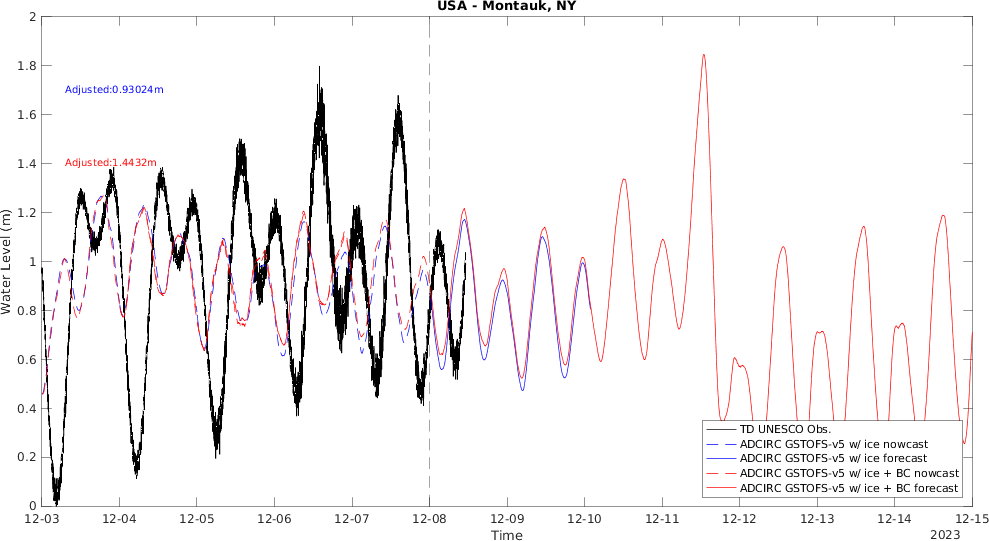 USA - Montauk, NY
2
1.8
1.6
1.4
1.2
1
0.8
0.6
0.4
0.2
0
Water Level (m)
Adjusted:0.93024m
Adjusted:1.4432m
TD UNESCO Obs.
ADCIRC GSTOFS-v5 w/ ice nowcast
ADCIRC GSTOFS-v5 w/ ice forecast
ADCIRC GSTOFS-v5 w/ ice + BC nowcast
ADCIRC GSTOFS-v5 w/ ice + BC forecast
12-03 12-04 12-05 12-06 12-07 12-08 12-09 12-10 12-11 12-12 12-13 12-14 12-15
Time
2023